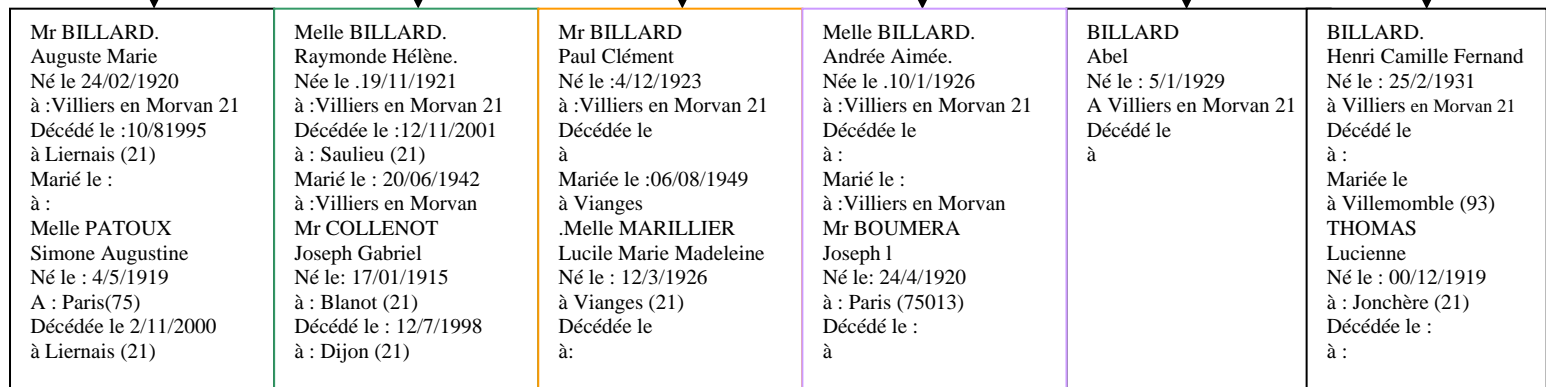 Mr BILLARD.
Auguste Marie
Né le 24/02/1920
à :Villiers en Morvan 21
Décédé le :10/81995
à Liernais (21)
Marié le :
à :
Melle PATOUX
Simone Augustine
Né le : 4/5/1919
A : Paris(75)
Décédée le 2/11/2000
à Liernais (21)
Melle BILLARD.
Raymonde Hélène.
Née le .19/11/1921
à :Villiers en Morvan 21
Décédée le :12/11/2001
à : Saulieu (21)
Marié le : 20/06/1942
à :Villiers en Morvan
Mr COLLENOT
Joseph Gabriel
Né le: 17/01/1915
à : Blanot (21)
Décédé le : 12/7/1998
à : Dijon (21)
Mr BILLARD
Paul Clément
Né le :4/12/1923
à :Villiers en Morvan 21
Décédée le
à
Mariée le :06/08/1949
à Vianges
.Melle MARILLIER
Lucile Marie Madeleine
Né le : 12/3/1926
à Vianges (21)
Décédée le
à:
Melle BILLARD.
Andrée Aimée.
Née le .10/1/1926
à :Villiers en Morvan 21
Décédée le
à :
Marié le :
à :Villiers en Morvan
Mr BOUMERA
Joseph l
Né le: 24/4/1920
à : Paris (75013)
Décédé le :
à
BILLARD
Abel
Né le : 5/1/1929
A Villiers en Morvan 21
Décédé le
à
BILLARD.
Henri Camille Fernand
Né le : 25/2/1931
à Villiers en Morvan 21
Décédé le
à :
Mariée le
à Villemomble (93)
THOMAS
Lucienne
Né le : 00/12/1919
à : Jonchère (21)
Décédée le :
à :